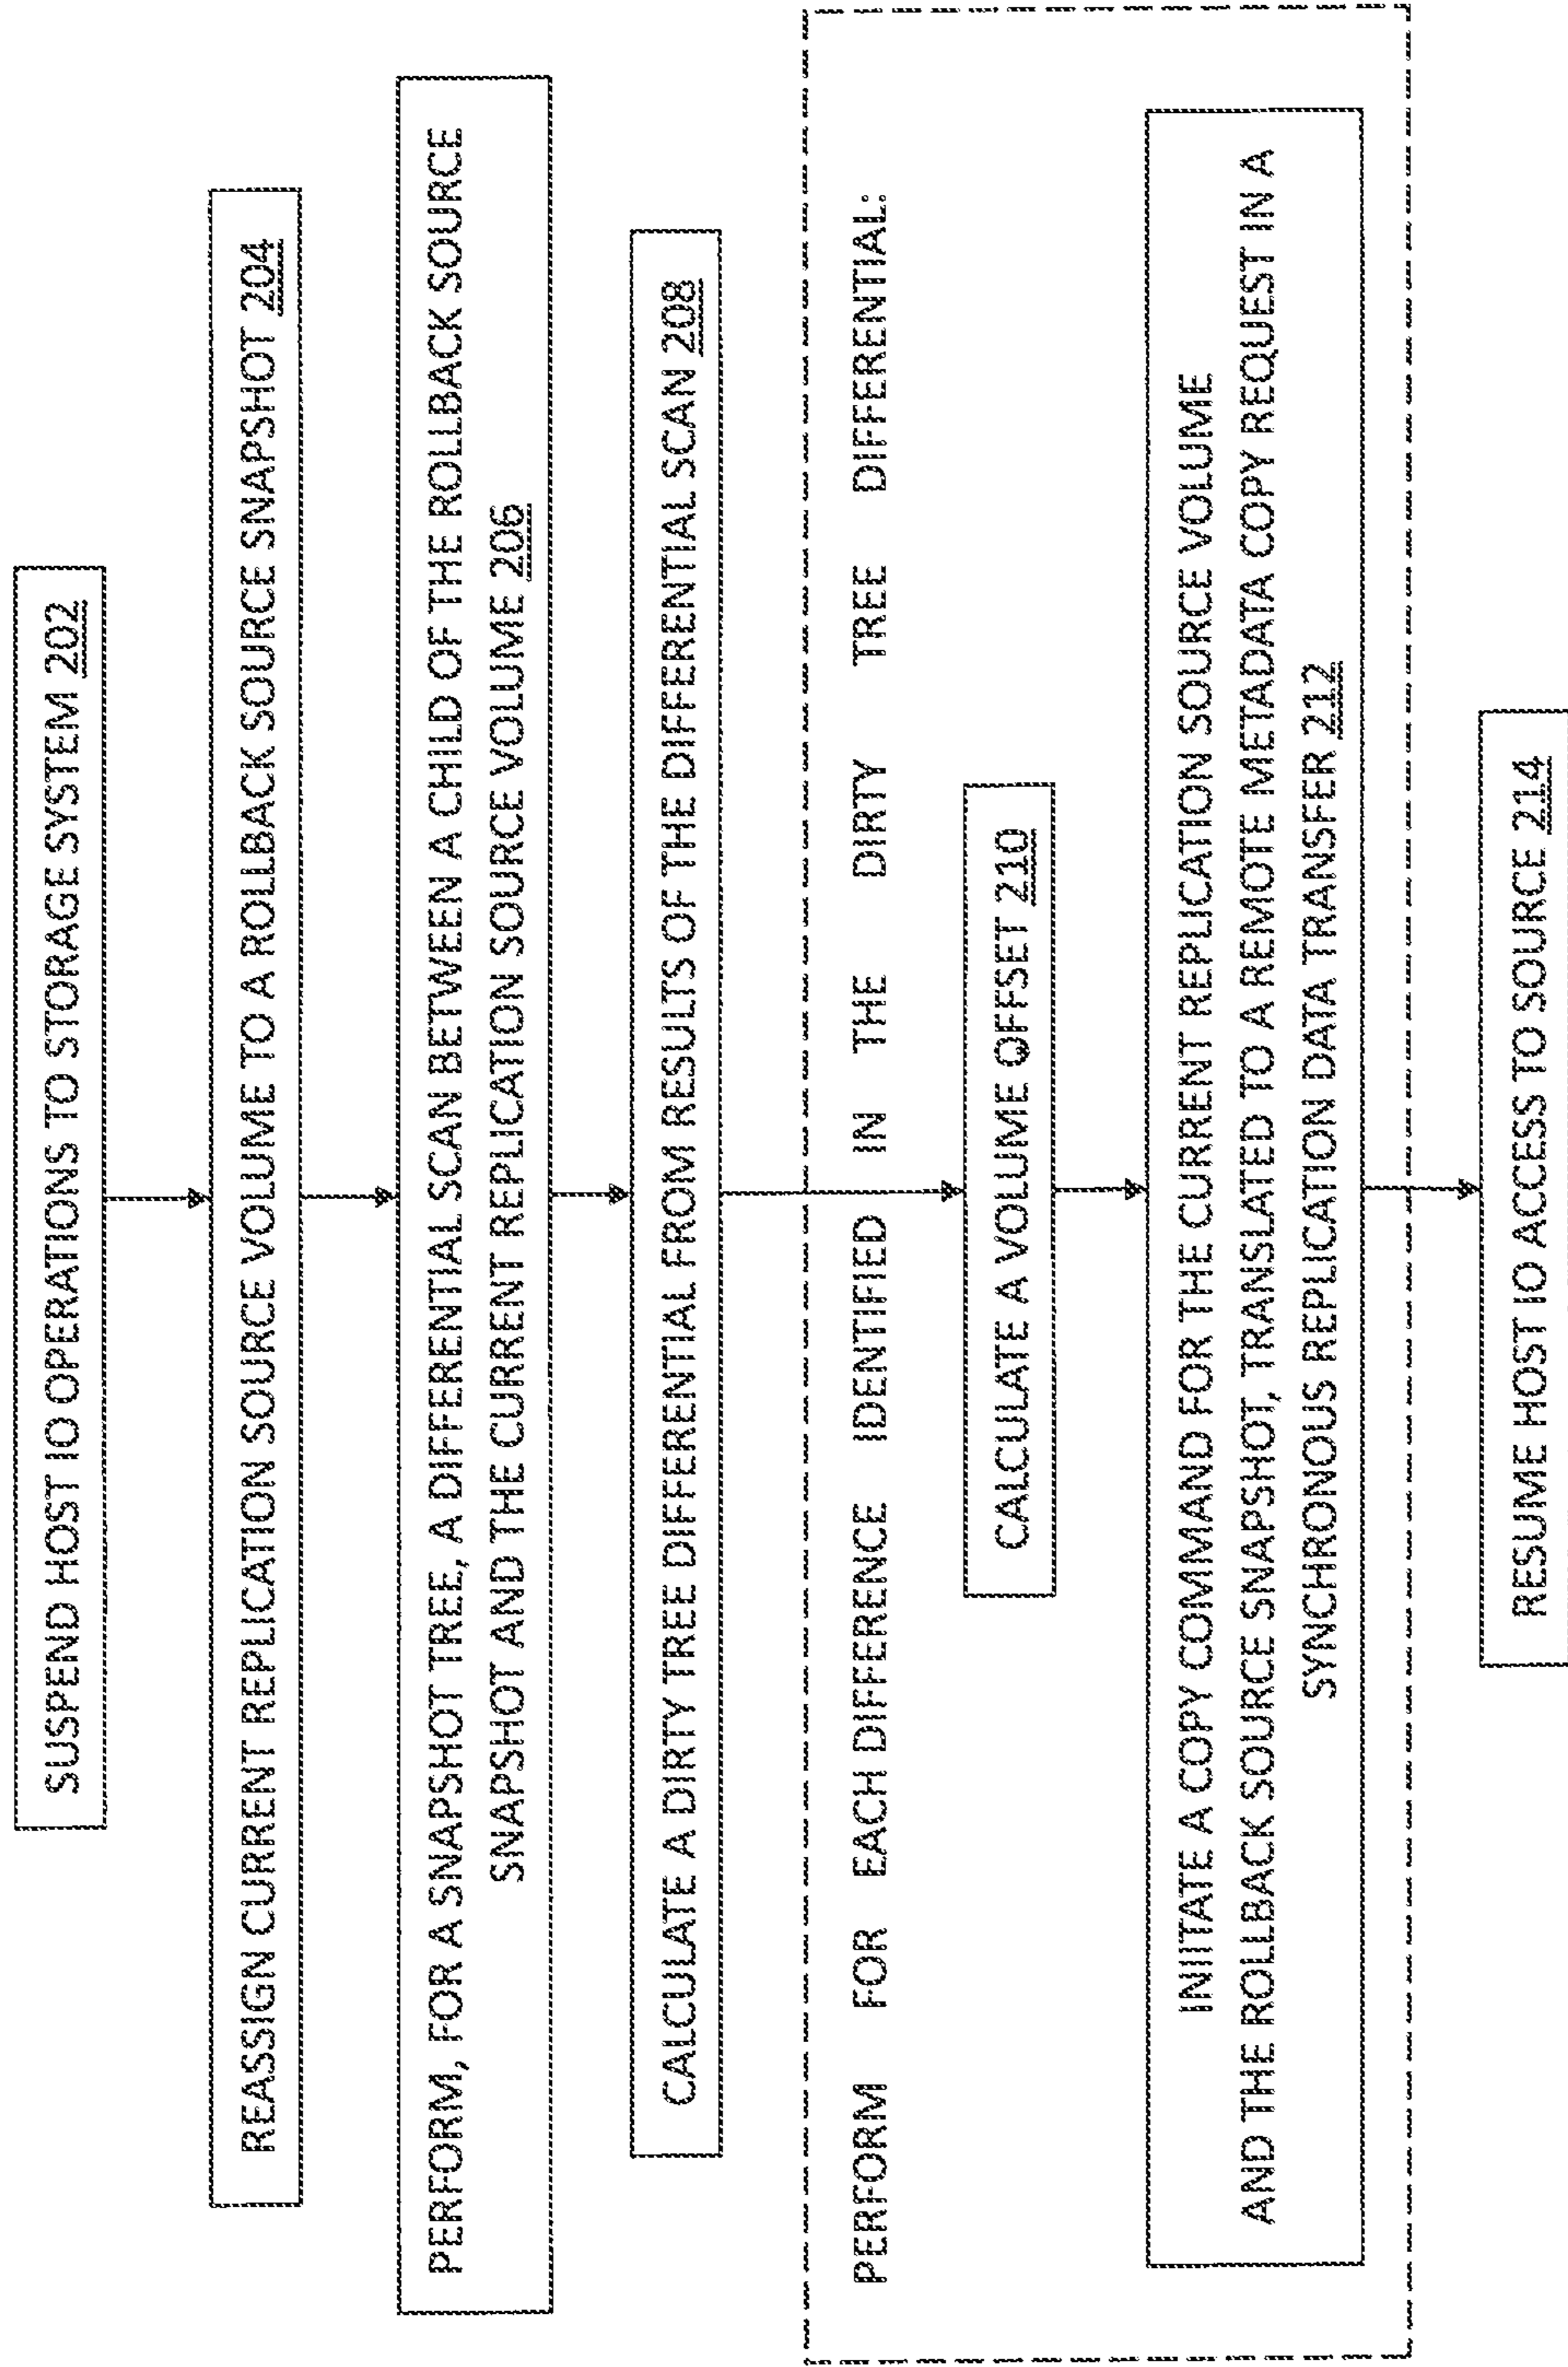 SUSPEND HOST IO OPERATIONS TO STORAGE SYSTEM 202
REASSIGN CURRENT REPLICATION SOURCE VOLUME TO A ROLLBACK SOURCE SNAPSHOT 204
PERFORM, FOR A SNAPSHOT TREE, A DIFFERENTIAL SCAN BETWEEN A CHILD OF THE ROLLBACK SOURCE
SNAPSHOT AND THE CURRENT REPLICATION SOURCE VOLUME 206
CALCULATE A DIRTY TREE DIFFERENTIAL FROM RESULTS OF THE DIFFERENTIAL SCAN 208
PERFORM FOR EACH DIFFERENCE IDENTIFIED IN THE DIRTY TREE DIFFERENTIAL:
CALCULATE A VOLUME OFFSET 210
INIITATE A COPY COMMAND FOR THE CURRENT REPLICATION SOURCE VOLUME
AND THE ROLLBACK SOURCE SNAPSHOT, TRANSLATED TO A REMOTE METADATA COPY REQUEST IN A
SYNCHRONOUS REPLICATION DATA TRANSFER 212
RESUME HOST IO ACCESS TO SOURCE 214